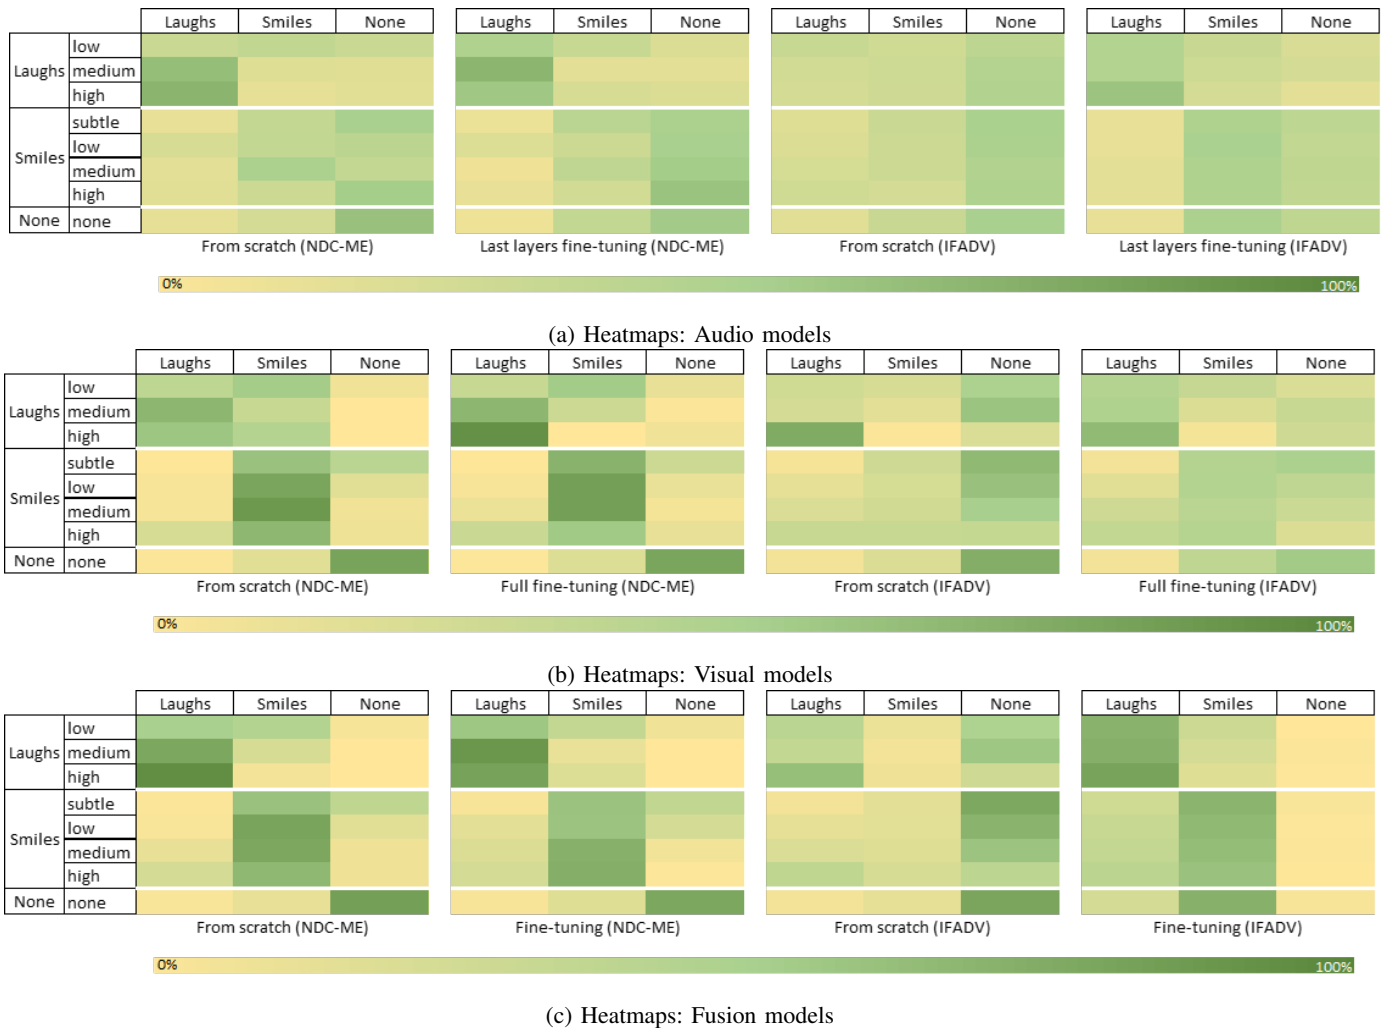 Laughs Smiles None Laughs Smiles None Laughs Smiles None Laughs Smiles None
Laughs low
medium
high
Smiles subtle
low
medium
high
None none
From scratch (NDC-ME) Last layers fine-tuning (NDC-ME) From scratch (IFADV) Last layers fine-tuning (IFADV)
0% 100%
(a) Heatmaps: Audio models
Laughs Smiles None Laughs Smiles None Laughs Smiles None Laughs Smiles None
Laughs low
medium
high
Smiles subtle
low
medium
high
None none
From scratch (NDC-ME) Full fine-tuning (NDC-ME) From scratch (IFADV) Full fine-tuning (IFADV)
0% 100%
(b) Heatmaps: Visual models
Laughs Smiles None Laughs Smiles None Laughs Smiles None Laughs Smiles None
Laughs low
medium
high
Smiles subtle
low
medium
high
None none
From scratch (NDC-ME) Fine-tuning (NDC-ME) From scratch (IFADV) Fine-tuning (IFADV)
0% 100%
(c) Heatmaps: Fusion models